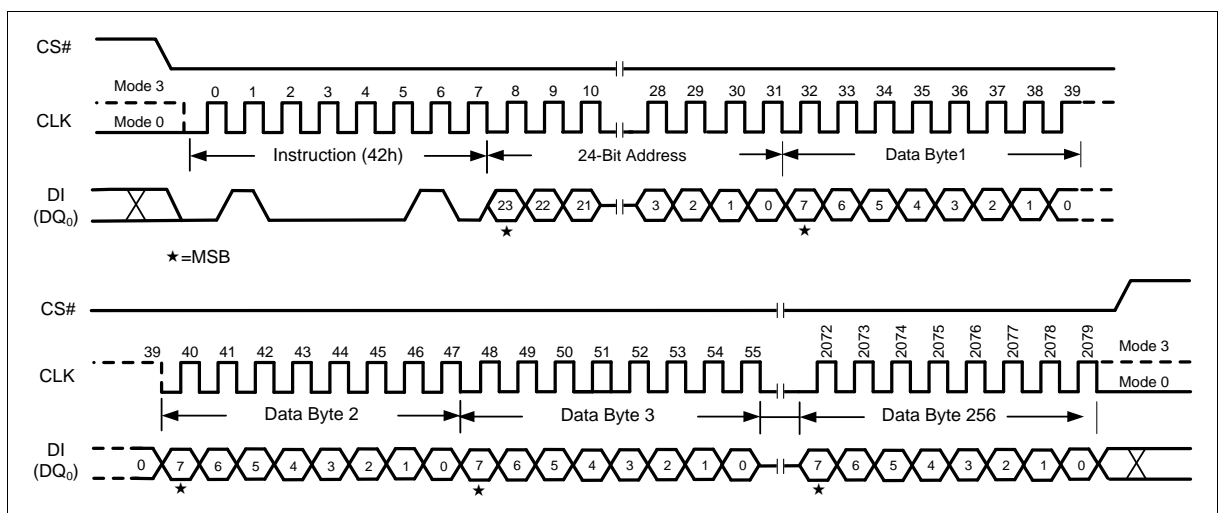 CS#
Mode 3
0 1 2 3 4 5 6 7 8 9 10 28 29 30 31 32 33 34 35 36 37 38 39
CLK
Mode 0
Instruction (42h) 24-Bit Address Data Byte1
DI
(DQ0)
23 22 21 3 2 1 0 7 6 5 4 3 2 1 0
★ ★
★=MSB
CS#
39 40 41 42 43 44 45 46 47 48 49 50 51 52 53 54 55 2072 2073 2074 2075 2076 2077 2078 2079
Mode 3
CLK
Mode 0
Data Byte 2 Data Byte 3 Data Byte 256
DI
(DQ0)
0 7 6 5 4 3 2 1 0 7 6 5 4 3 2 1 0 7 6 5 4 3 2 1 0
★ ★ ★